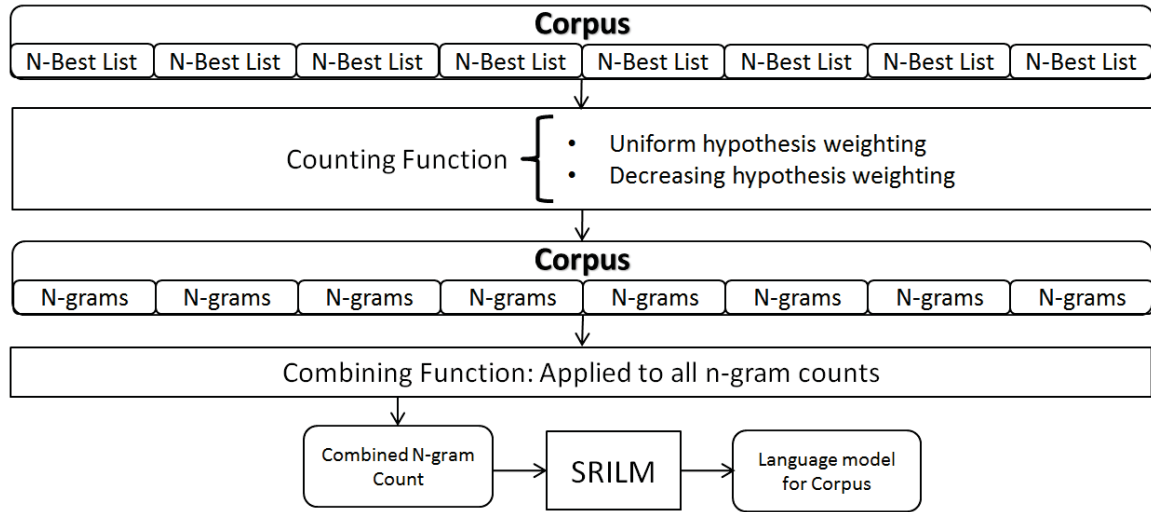 Corpus
N-Best List N-Best List N-Best List N-Best List N-Best List N-Best List N-Best List N-Best List
Counting Function
• Uniform hypothesis weighting
• Decreasing hypothesis weighting
Corpus
N-grams N-grams N-grams N-grams N-grams N-grams N-grams N-grams
Combining Function: Applied to all n-gram counts
Combined N-gram
Count
SRILM
Language model
for Corpus